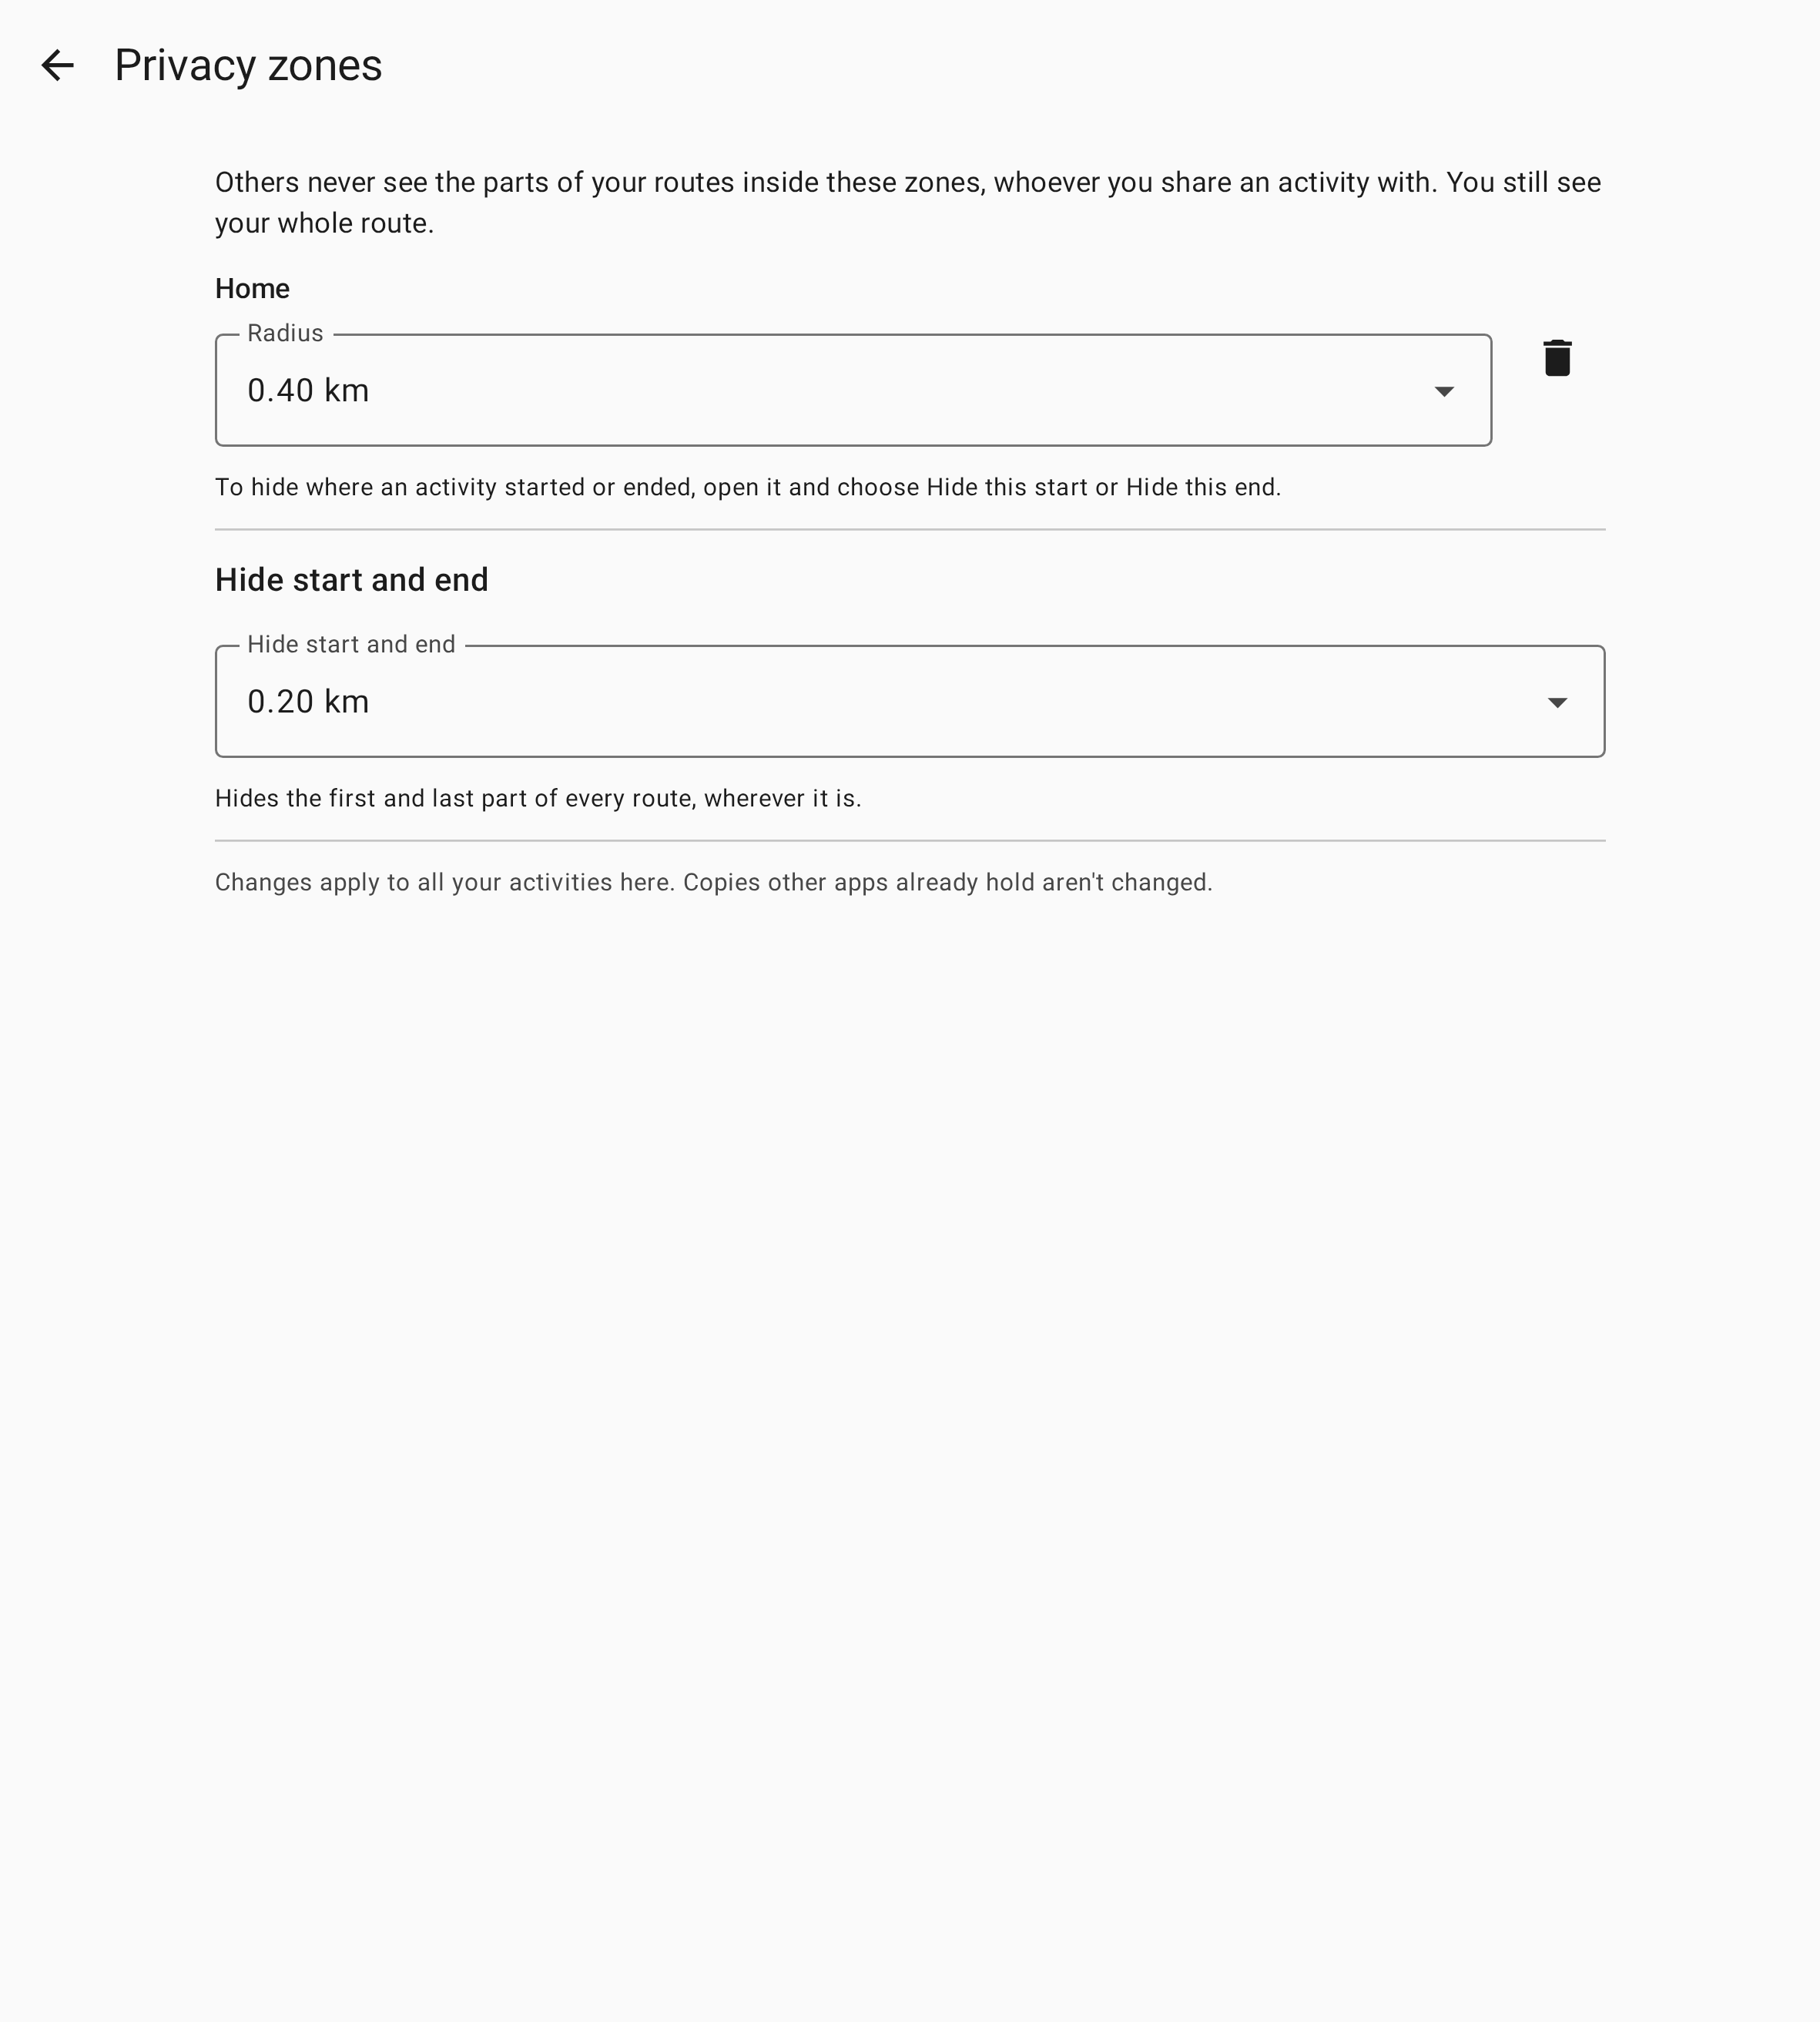 Privacy zones
Others never see the parts of your routes inside these zones, whoever you share an activity with. You still see
your whole route.
Home
Radius
0.40 km
To hide where an activity started or ended, open it and choose Hide this start or Hide this end.
Hide start and end
Hide start and end
0.20 km
Hides the first and last part of every route, wherever it is.
Changes apply to all your activities here. Copies other apps already hold aren't changed.